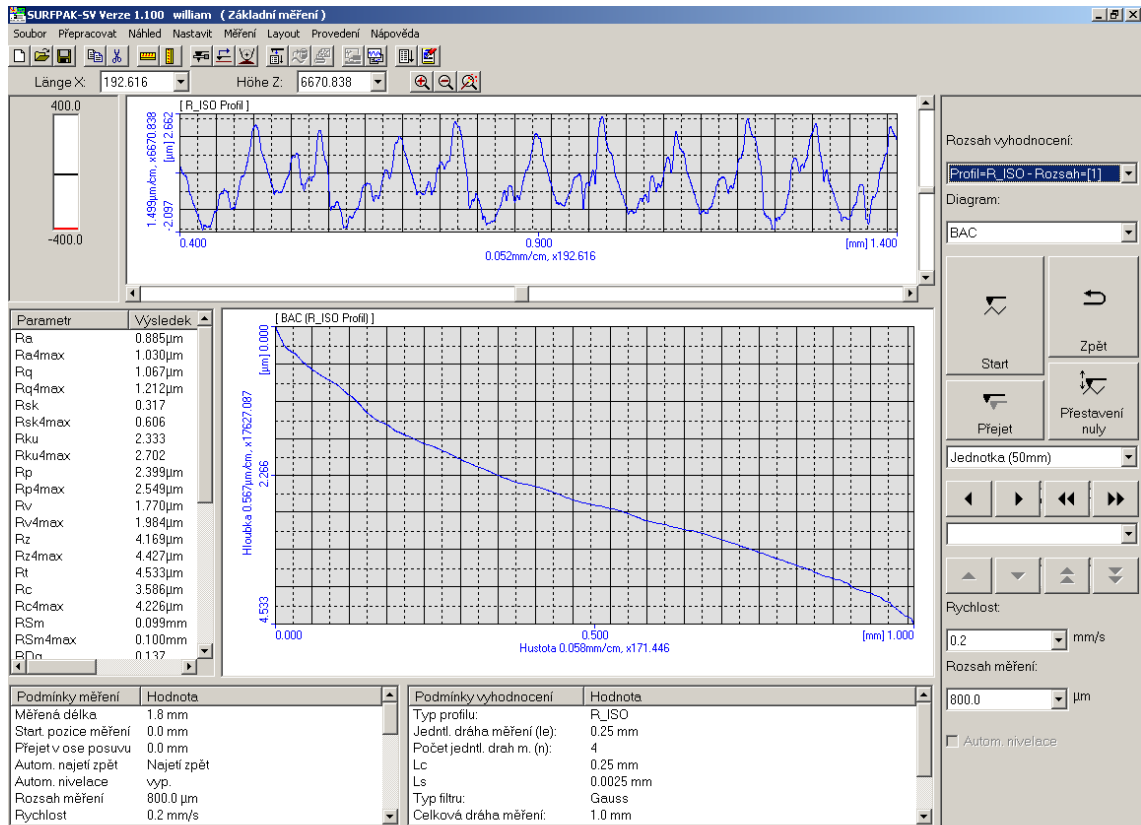 SURFPAK-SV Verze 1.100 william ( Základní měření )
Soubor Přepracovat Náhled Nastavit Měření Layout Provedení Nápověda
Länge X: 192.616 Höhe Z: 6670.838
400.0
-400.0
[ R_ISO Profil ]
1.499µm/cm, x6670.838
[µm] 2.662
-2.097
0.400 0.900 [mm] 1.400
0.052mm/cm, x192.616
Parametr Výsledek
Ra 0.885µm
Ra4max 1.030µm
Rq 1.067µm
Rq4max 1.212µm
Rsk 0.317
Rsk4max 0.606
Rku 2.333
Rku4max 2.702
Rp 2.399µm
Rp4max 2.549µm
Rv 1.770µm
Rv4max 1.984µm
Rz 4.169µm
Rz4max 4.427µm
Rt 4.533µm
Rc 3.586µm
Rc4max 4.226µm
RSm 0.099mm
RSm4max 0.100mm
RDq 0.137
[ BAC (R_ISO Profil) ]
Hloubka 0.567µm/cm, x17627.087
[µm] 0.000
2.266
4.533
0.000 0.500 [mm] 1.000
Hustota 0.058mm/cm, x171.446
Podmínky měření Hodnota
Měřená délka 1.8 mm
Start. pozice měření 0.0 mm
Přejet v ose posuvu 0.0 mm
Autom. najetí zpět Najetí zpět
Autom. nivelace vyp.
Rozsah měření 800.0 µm
Rychlost 0.2 mm/s
Podmínky vyhodnocení Hodnota
Typ profilu: R_ISO
Jedntl. dráha měření (le): 0.25 mm
Počet jedntl. drah m. (n): 4
Lc 0.25 mm
Ls 0.0025 mm
Typ filtru: Gauss
Celková dráha měření: 1.0 mm
Rozsah vyhodnocení:
Profil=R_ISO - Rozsah=[1]
Diagram:
BAC
Start
Zpět
Přejet
Přestavení
nuly
Jednotka (50mm)
Rychlost:
0.2 mm/s
Rozsah měření:
800.0 µm
Autom. nivelace